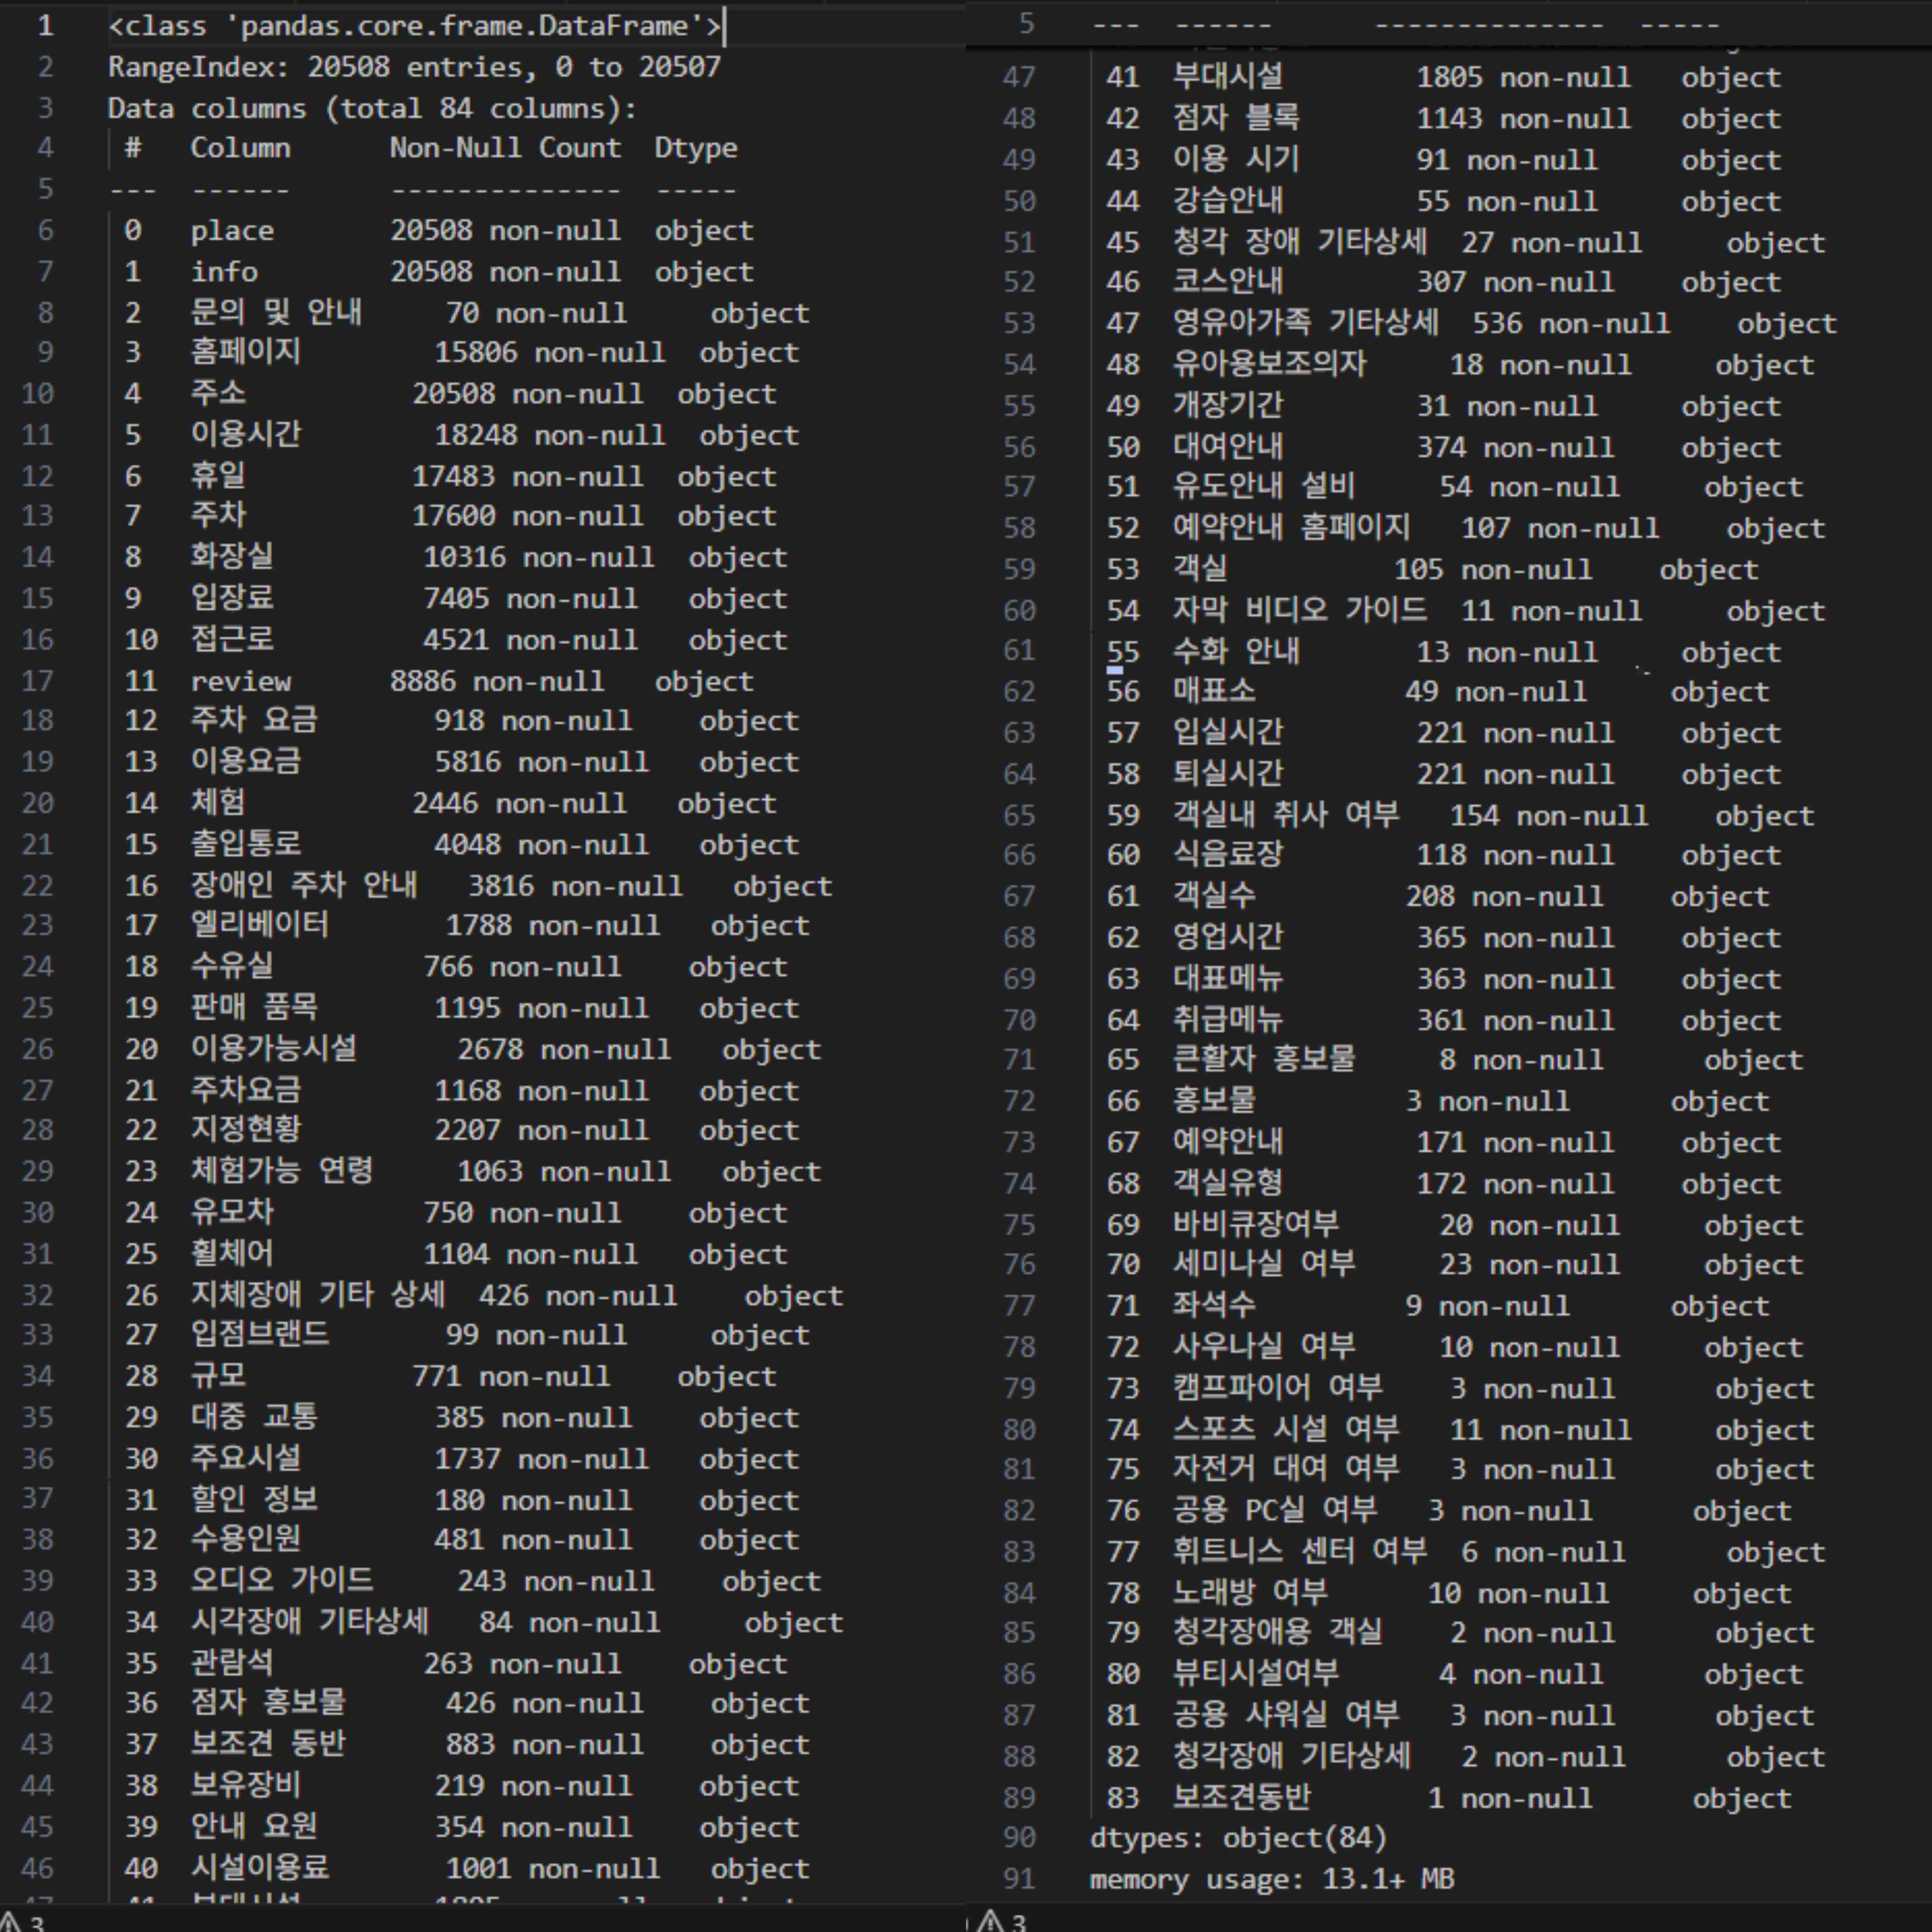 1 <class 'pandas.core.frame.DataFrame'>
2 RangeIndex: 20508 entries, 0 to 20507
3 Data columns (total 84 columns):
4 # Column Non-Null Count Dtype
5 --- ------ -------------- -----
6 0 place 20508 non-null object
7 1 info 20508 non-null object
8 2 문의 및 안내 70 non-null object
9 3 홈페이지 15806 non-null object
10 4 주소 20508 non-null object
11 5 이용시간 18248 non-null object
12 6 휴일 17483 non-null object
13 7 주차 17600 non-null object
14 8 화장실 10316 non-null object
15 9 입장료 7405 non-null object
16 10 접근로 4521 non-null object
17 11 review 8886 non-null object
18 12 주차 요금 918 non-null object
19 13 이용요금 5816 non-null object
20 14 체험 2446 non-null object
21 15 출입통로 4048 non-null object
22 16 장애인 주차 안내 3816 non-null object
23 17 엘리베이터 1788 non-null object
24 18 수유실 766 non-null object
25 19 판매 품목 1195 non-null object
26 20 이용가능시설 2678 non-null object
27 21 주차요금 1168 non-null object
28 22 지정현황 2207 non-null object
29 23 체험가능 연령 1063 non-null object
30 24 유모차 750 non-null object
31 25 휠체어 1104 non-null object
32 26 지체장애 기타 상세 426 non-null object
33 27 입점브랜드 99 non-null object
34 28 규모 771 non-null object
35 29 대중 교통 385 non-null object
36 30 주요시설 1737 non-null object
37 31 할인 정보 180 non-null object
38 32 수용인원 481 non-null object
39 33 오디오 가이드 243 non-null object
40 34 시각장애 기타상세 84 non-null object
41 35 관람석 263 non-null object
42 36 점자 홍보물 426 non-null object
43 37 보조견 동반 883 non-null object
44 38 보유장비 219 non-null object
45 39 안내 요원 354 non-null object
46 40 시설이용료 1001 non-null object
3
5 --- ------ -------------- -----
47 41 부대시설 1805 non-null object
48 42 점자 블록 1143 non-null object
49 43 이용 시기 91 non-null object
50 44 강습안내 55 non-null object
51 45 청각 장애 기타상세 27 non-null object
52 46 코스안내 307 non-null object
53 47 영유아가족 기타상세 536 non-null object
54 48 유아용보조의자 18 non-null object
55 49 개장기간 31 non-null object
56 50 대여안내 374 non-null object
57 51 유도안내 설비 54 non-null object
58 52 예약안내 홈페이지 107 non-null object
59 53 객실 105 non-null object
60 54 자막 비디오 가이드 11 non-null object
61 55 수화 안내 13 non-null object
62 56 매표소 49 non-null object
63 57 입실시간 221 non-null object
64 58 퇴실시간 221 non-null object
65 59 객실내 취사 여부 154 non-null object
66 60 식음료장 118 non-null object
67 61 객실수 208 non-null object
68 62 영업시간 365 non-null object
69 63 대표메뉴 363 non-null object
70 64 취급메뉴 361 non-null object
71 65 큰활자 홍보물 8 non-null object
72 66 홍보물 3 non-null object
73 67 예약안내 171 non-null object
74 68 객실유형 172 non-null object
75 69 바비큐장여부 20 non-null object
76 70 세미나실 여부 23 non-null object
77 71 좌석수 9 non-null object
78 72 사우나실 여부 10 non-null object
79 73 캠프파이어 여부 3 non-null object
80 74 스포츠 시설 여부 11 non-null object
81 75 자전거 대여 여부 3 non-null object
82 76 공용 PC실 여부 3 non-null object
83 77 휘트니스 센터 여부 6 non-null object
84 78 노래방 여부 10 non-null object
85 79 청각장애용 객실 2 non-null object
86 80 뷰티시설여부 4 non-null object
87 81 공용 샤워실 여부 3 non-null object
88 82 청각장애 기타상세 2 non-null object
89 83 보조견동반 1 non-null object
90 dtypes: object(84)
91 memory usage: 13.1+ MB
3